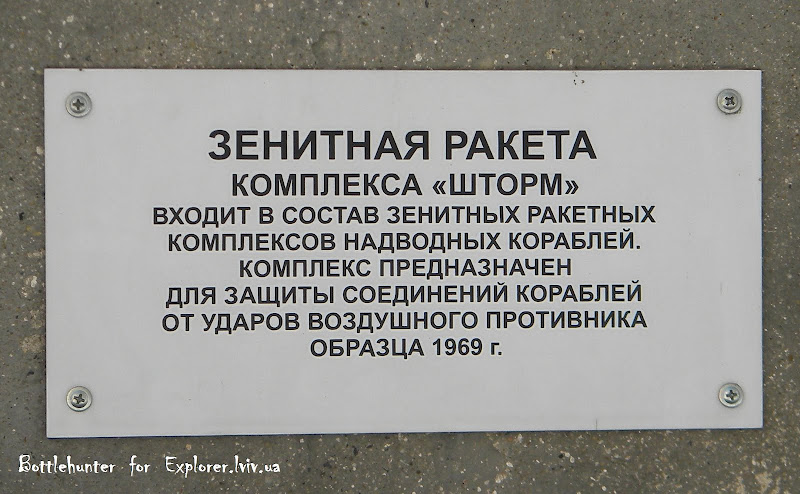 ЗЕНИТНАЯ РАКЕТА
КОМПЛЕКСА «ШТОРМ»
ВХОДИТ В СОСТАВ ЗЕНИТНЫХ РАКЕТНЫХ
КОМПЛЕКСОВ НАДВОДНЫХ КОРАБЛЕЙ.
КОМПЛЕКС ПРЕДНАЗНАЧЕН
ДЛЯ ЗАЩИТЫ СОЕДИНЕНИЙ КОРАБЛЕЙ
ОТ УДАРОВ ВОЗДУШНОГО ПРОТИВНИКА
ОБРАЗЦА 1969 г.
Bottlehunter for Explorer.lviv.ua